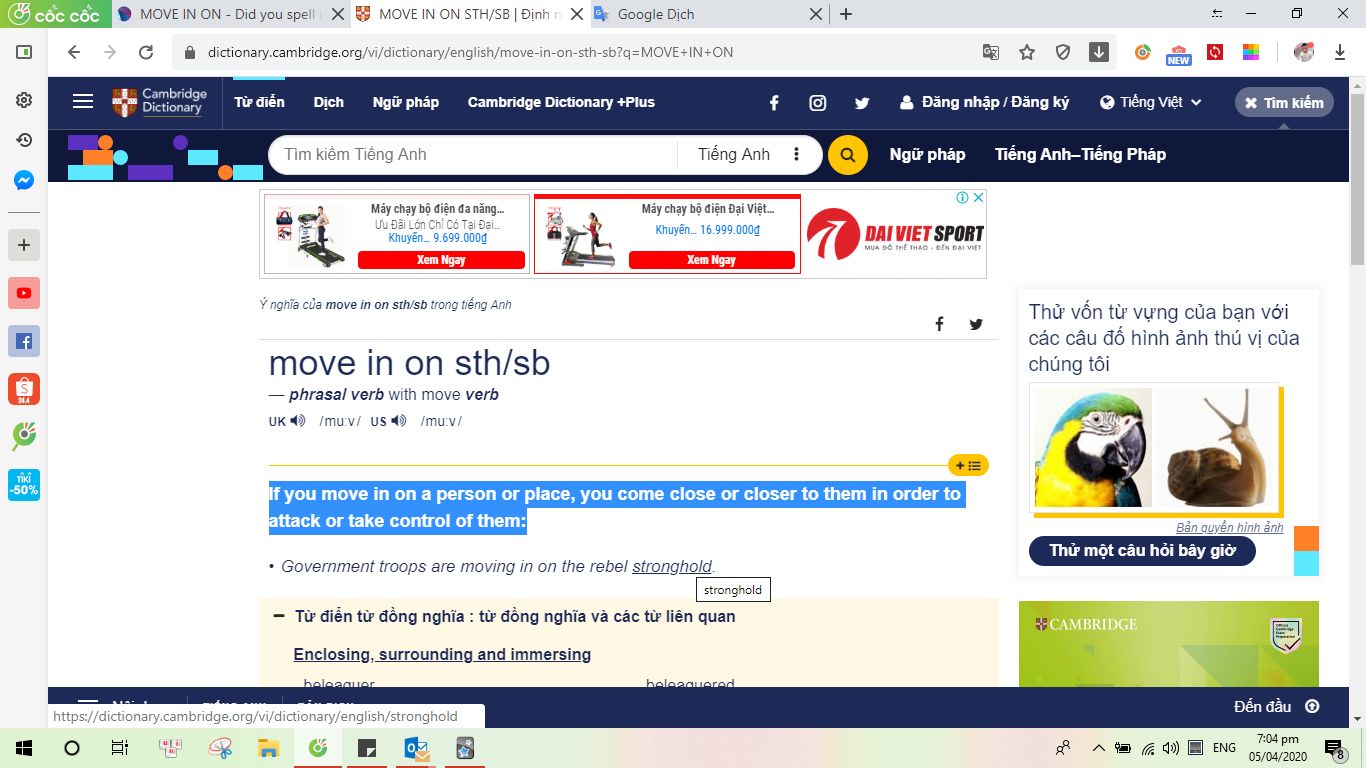 cốc cốc
MOVE IN ON - Did you spell
MOVE IN ON STH/SB | Định n
Google Dịch
dictionary.cambridge.org/vi/dictionary/english/move-in-on-sth-sb?q=MOVE+IN+ON
NEW
Cambridge
Dictionary
Từ điển Dịch Ngữ pháp Cambridge Dictionary +Plus
Đăng nhập / Đăng ký
Tiếng Việt
Tìm kiếm
Tìm kiếm Tiếng Anh
Tiếng Anh
Ngữ pháp
Tiếng Anh–Tiếng Pháp
Máy chạy bộ điện đa năng...
Ưu Đãi Lớn Chỉ Có Tại Đại...
Khuyến... 9.699.000₫
Xem Ngay
Máy chạy bộ điện Đại Việt...
Khuyến... 16.999.000₫
Xem Ngay
DAI VIET SPORT
MUA ĐỒ THỂ THAO - ĐẾN ĐẠI VIỆT
Ý nghĩa của move in on sth/sb trong tiếng Anh
move in on sth/sb
— phrasal verb with move verb
UK /muːv/ US /muːv/
If you move in on a person or place, you come close or closer to them in order to
attack or take control of them:
• Government troops are moving in on the rebel stronghold.
stronghold
Từ điển từ đồng nghĩa : từ đồng nghĩa và các từ liên quan
Enclosing, surrounding and immersing
beleaguer
beleaguered
Thử vốn từ vựng của bạn với
các câu đố hình ảnh thú vị của
chúng tôi
Bản quyền hình ảnh
Thử một câu hỏi bây giờ
CAMBRIDGE
Đến đầu
24.4
TIKI
-50%
https://dictionary.cambridge.org/vi/dictionary/english/stronghold
ENG
7:04 pm
05/04/2020
8